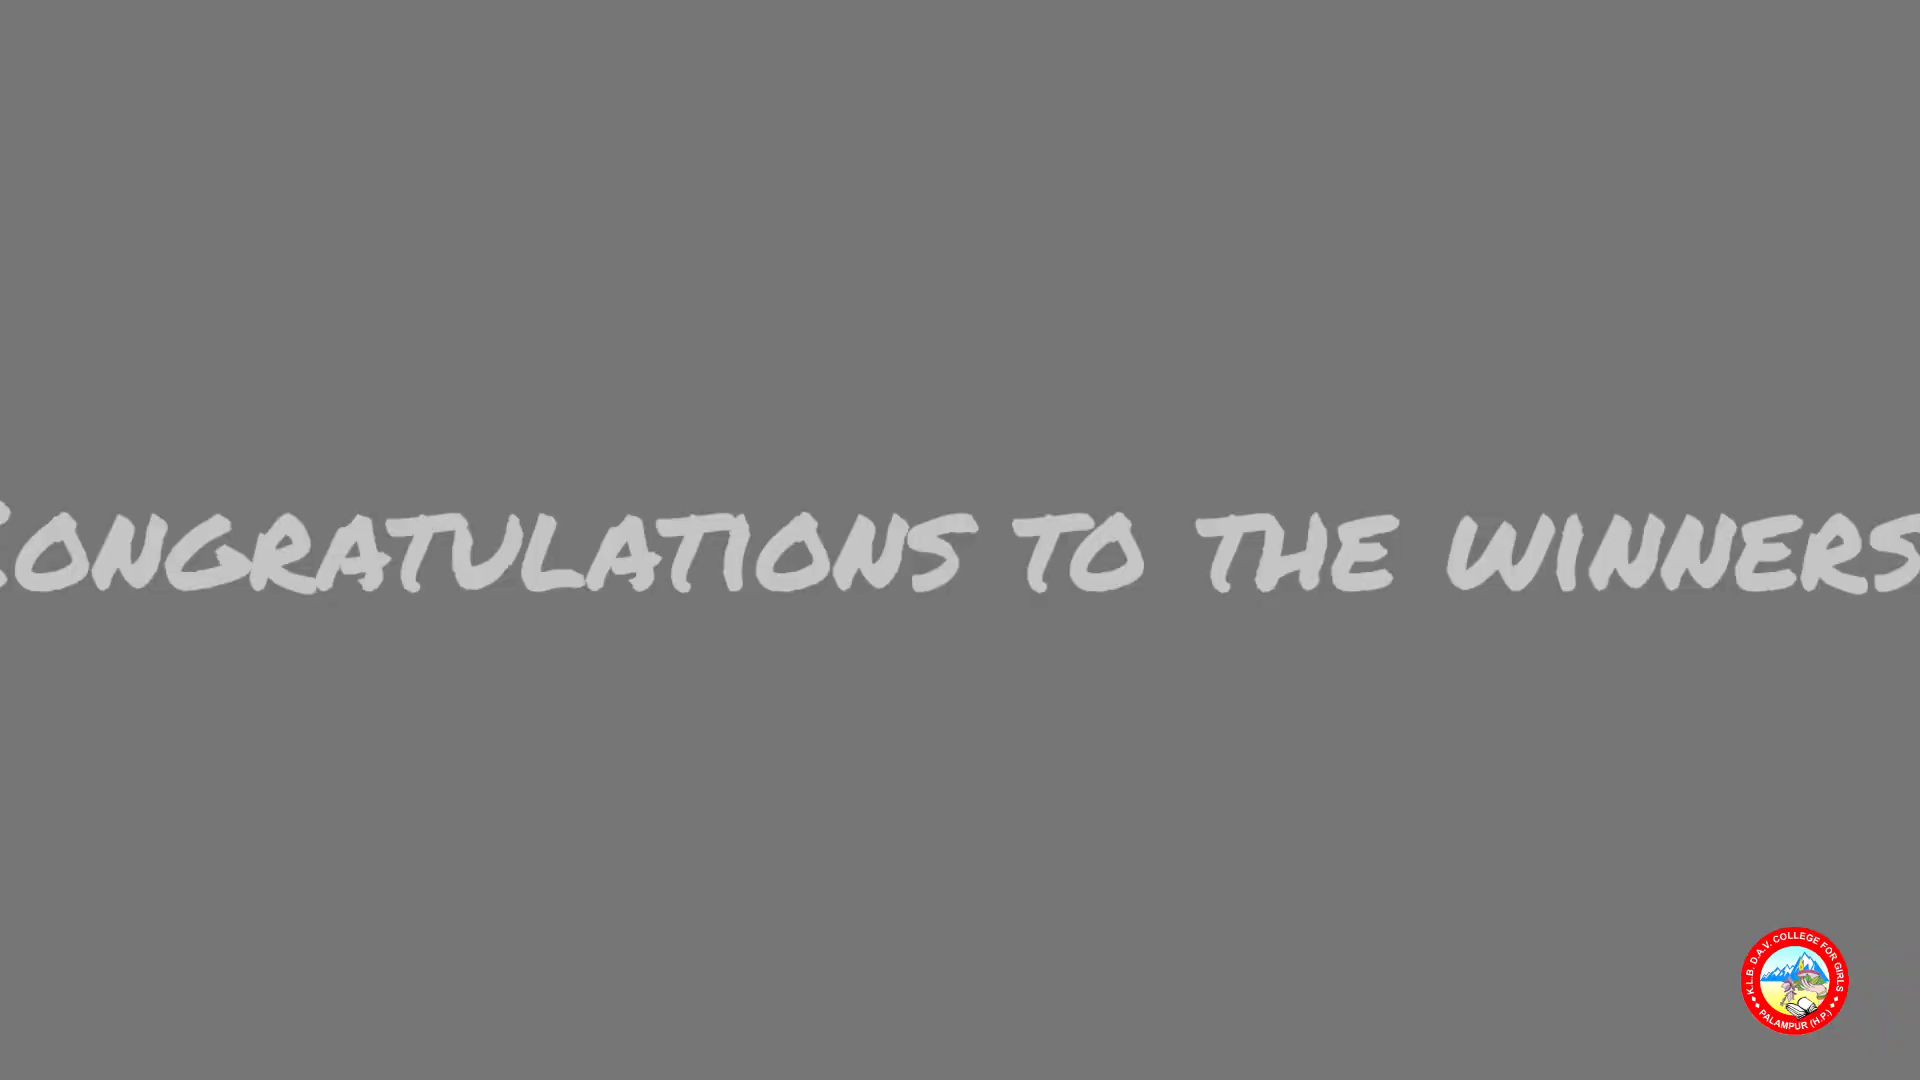 Congratulations to the winners
K.L.B. D.A.V. COLLEGE FOR GIRLS
PALAMPUR (H.P.)